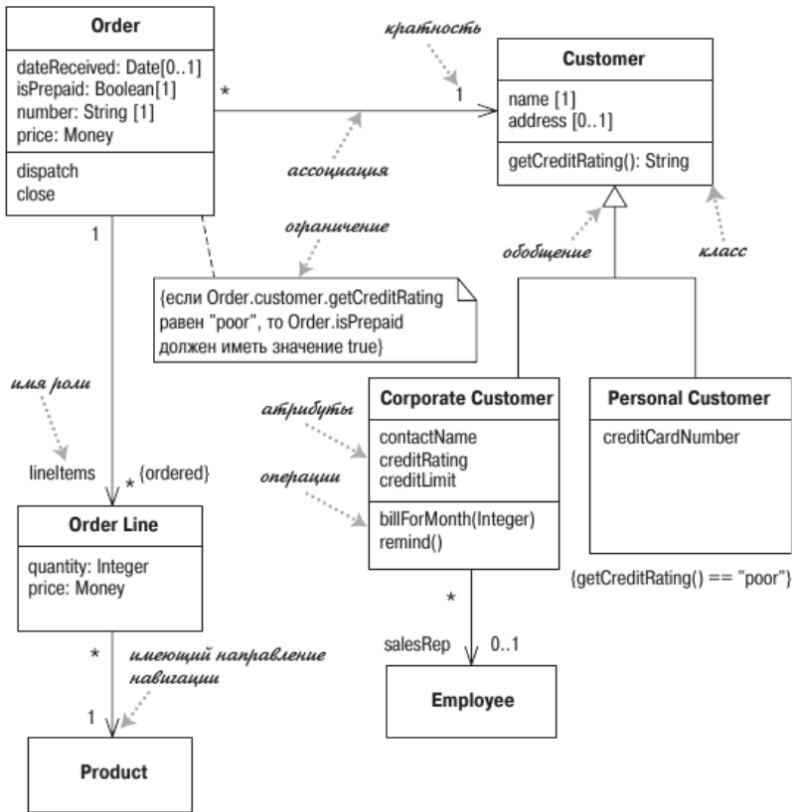 Order
dateReceived: Date[0..1]
isPrepaid: Boolean[1]
number: String [1]
price: Money
dispatch
close
*
кратность
1
ассоциация
Customer
name [1]
address [0..1]
getCreditRating(): String
1
ограничение
обобщение
класс
{если Order.customer.getCreditRating
равен "poor", то Order.isPrepaid
должен иметь значение true}
имя роли
lineItems
* {ordered}
атрибуты
операции
Corporate Customer
contactName
creditRating
creditLimit
billForMonth(Integer)
remind()
Personal Customer
creditCardNumber
{getCreditRating() == "poor"}
Order Line
quantity: Integer
price: Money
*
имеющий направление
навигации
1
Product
*
salesRep
0..1
Employee